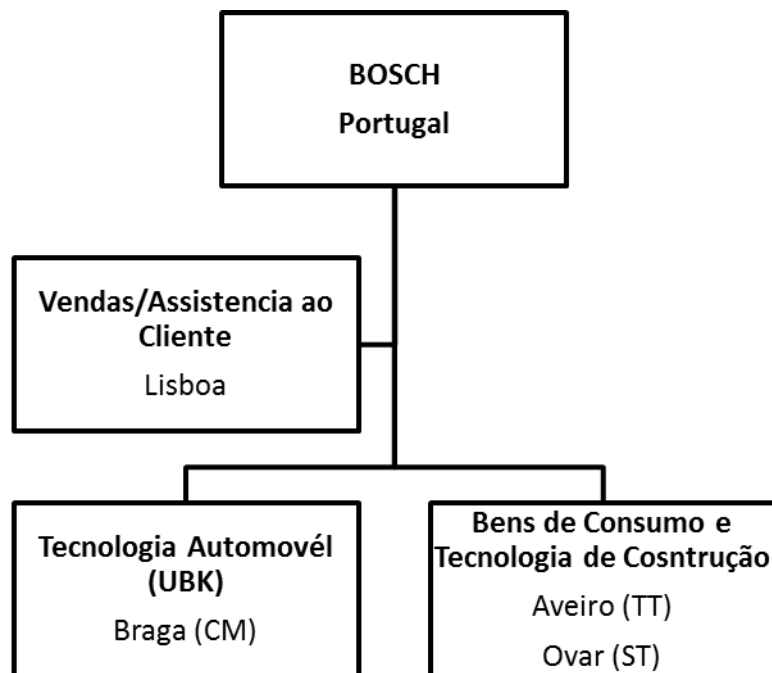 BOSCH
Portugal
Vendas/Assistencia ao
Cliente
Lisboa
Tecnologia Automovél
(UBK)
Braga (CM)
Bens de Consumo e
Tecnologia de Cosntrução
Aveiro (TT)
Ovar (ST)